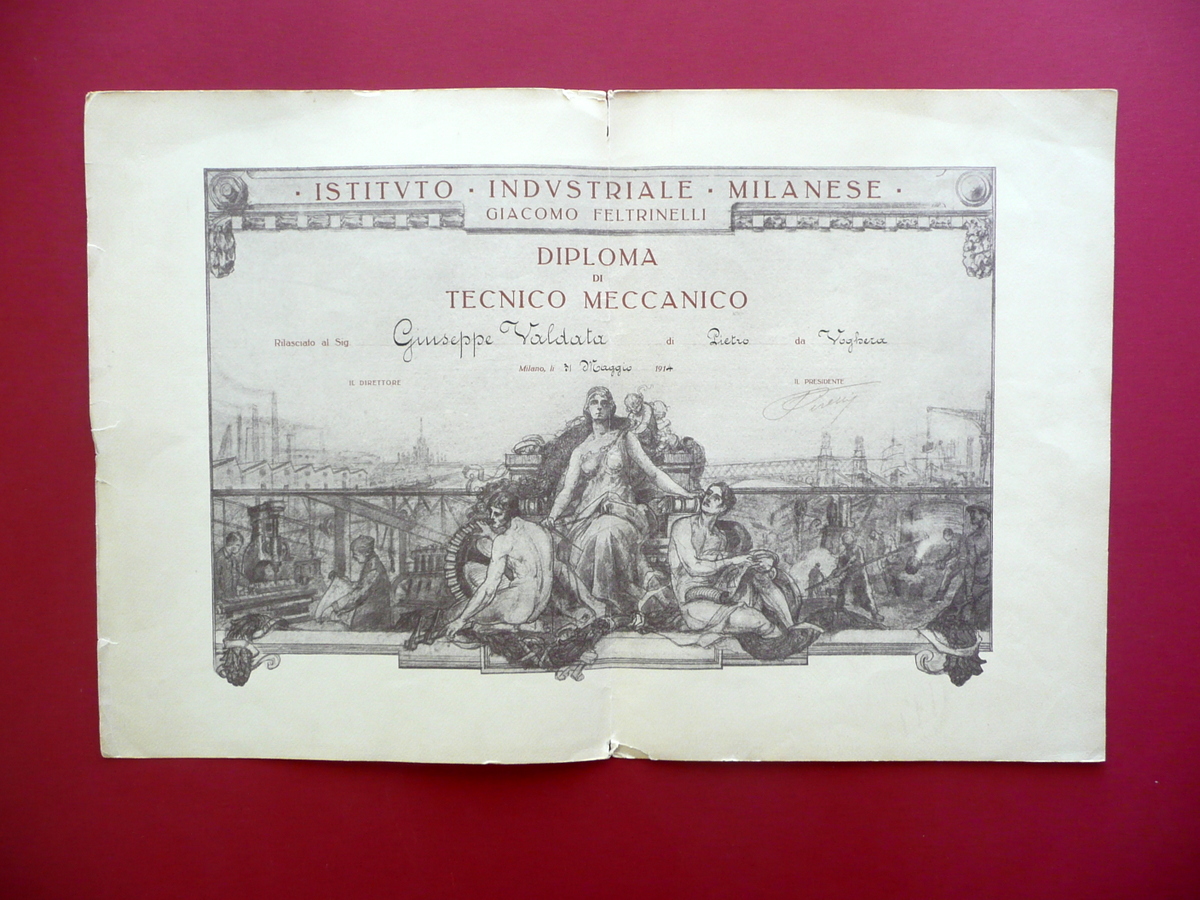 · ISTITVTO · INDVSTRIALE · MILANESE ·
GIACOMO FELTRINELLI
DIPLOMA
DI
TECNICO MECCANICO
Rilasciato al Sig. Giuseppe Valdata di Pietro da Voghera
Milano, li Maggio 1914
IL DIRETTORE IL PRESIDENTE